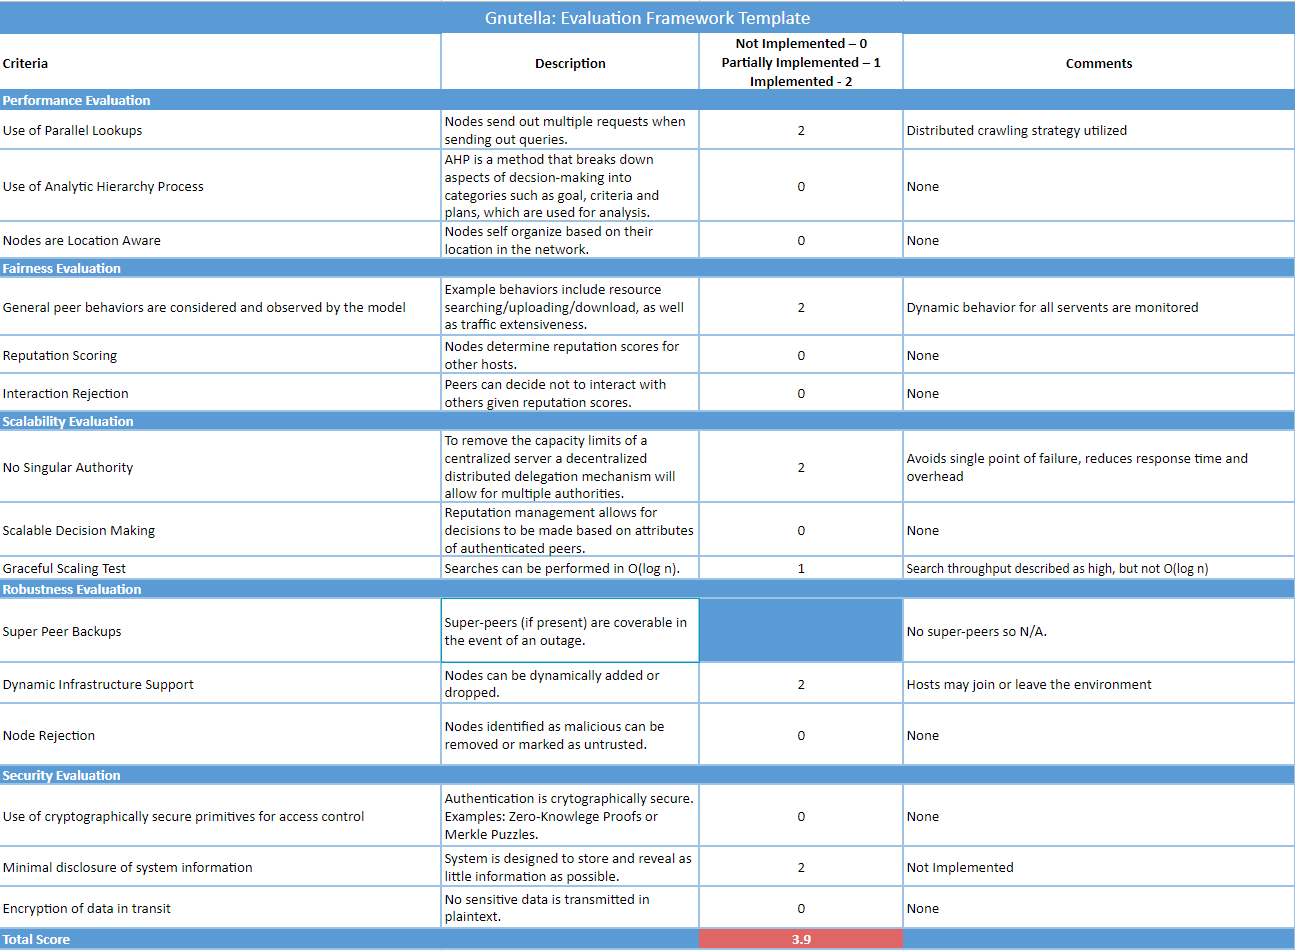 Gnutella: Evaluation Framework Template
Criteria
Description
Not Implemented – 0
Partially Implemented – 1
Implemented - 2
Comments
Performance Evaluation
Use of Parallel Lookups
Nodes send out multiple requests when
sending out queries.
2
Distributed crawling strategy utilized
Use of Analytic Hierarchy Process
AHP is a method that breaks down
aspects of decsion-making into
categories such as goal, criteria and
plans, which are used for analysis.
0
None
Nodes are Location Aware
Nodes self organize based on their
location in the network.
0
None
Fairness Evaluation
General peer behaviors are considered and observed by the model
Example behaviors include resource
searching/uploading/download, as well
as traffic extensiveness.
2
Dynamic behavior for all servents are monitored
Reputation Scoring
Nodes determine reputation scores for
other hosts.
0
None
Interaction Rejection
Peers can decide not to interact with
others given reputation scores.
0
None
Scalability Evaluation
No Singular Authority
To remove the capacity limits of a
centralized server a decentralized
distributed delegation mechanism will
allow for multiple authorities.
2
Avoids single point of failure, reduces response time and
overhead
Scalable Decision Making
Reputation management allows for
decisions to be made based on attributes
of authenticated peers.
0
None
Graceful Scaling Test
Searches can be performed in O(log n).
1
Search throughput described as high, but not O(log n)
Robustness Evaluation
Super Peer Backups
Super-peers (if present) are coverable in
the event of an outage.
No super-peers so N/A.
Dynamic Infrastructure Support
Nodes can be dynamically added or
dropped.
2
Hosts may join or leave the environment
Node Rejection
Nodes identified as malicious can be
removed or marked as untrusted.
0
None
Security Evaluation
Use of cryptographically secure primitives for access control
Authentication is crytographically secure.
Examples: Zero-Knowlege Proofs or
Merkle Puzzles.
0
None
Minimal disclosure of system information
System is designed to store and reveal as
little information as possible.
2
Not Implemented
Encryption of data in transit
No sensitive data is transmitted in
plaintext.
0
None
Total Score
3.9